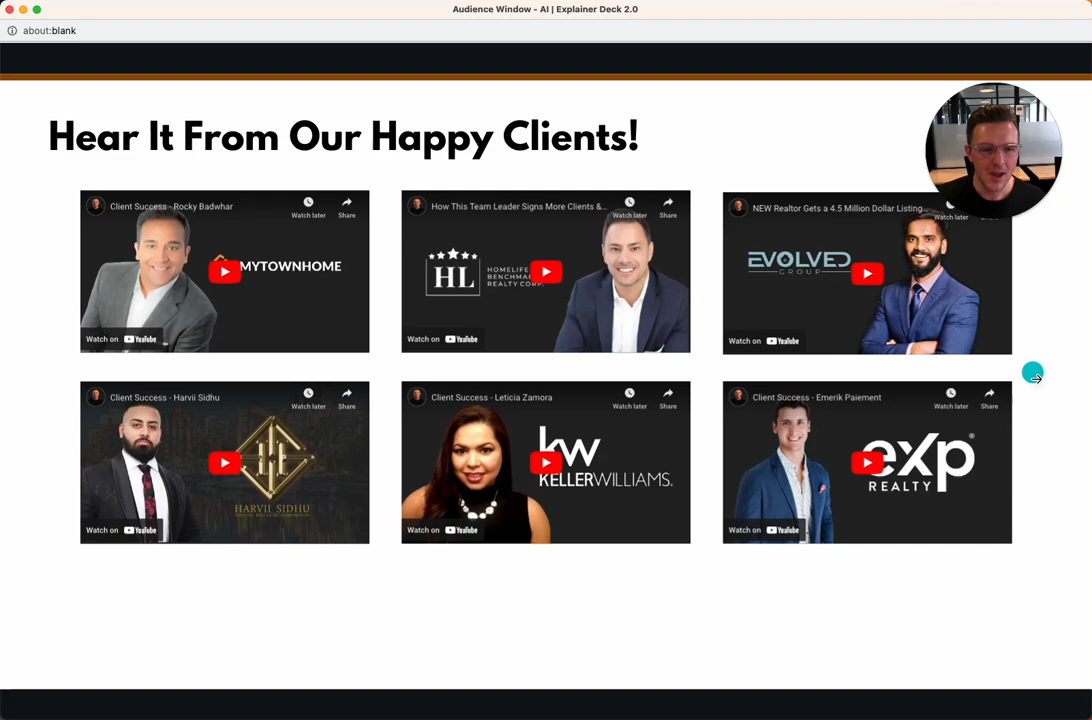 Audience Window - AI | Explainer Deck 2.0
about:blank
Hear It From Our Happy Clients!
Client Success - Rocky Badwhar
Watch later
Share
MYTOWNHOME
Watch on YouTube
How This Team Leader Signs More Clients &...
Watch later
Share
HL
HOMELIFE
BENCHMARK
REALTY CORP.
Watch on YouTube
NEW Realtor Gets a 4.5 Million Dollar Listing...
EVOLVED
GROUP
Watch on YouTube
Client Success - Harvii Sidhu
Watch later
Share
HARVII SIDHU
Watch on YouTube
Client Success - Leticia Zamora
Watch later
Share
kw
KELLERWILLIAMS.
Watch on YouTube
Client Success - Emerik Paiement
Watch later
Share
eXp®
REALTY
Watch on YouTube